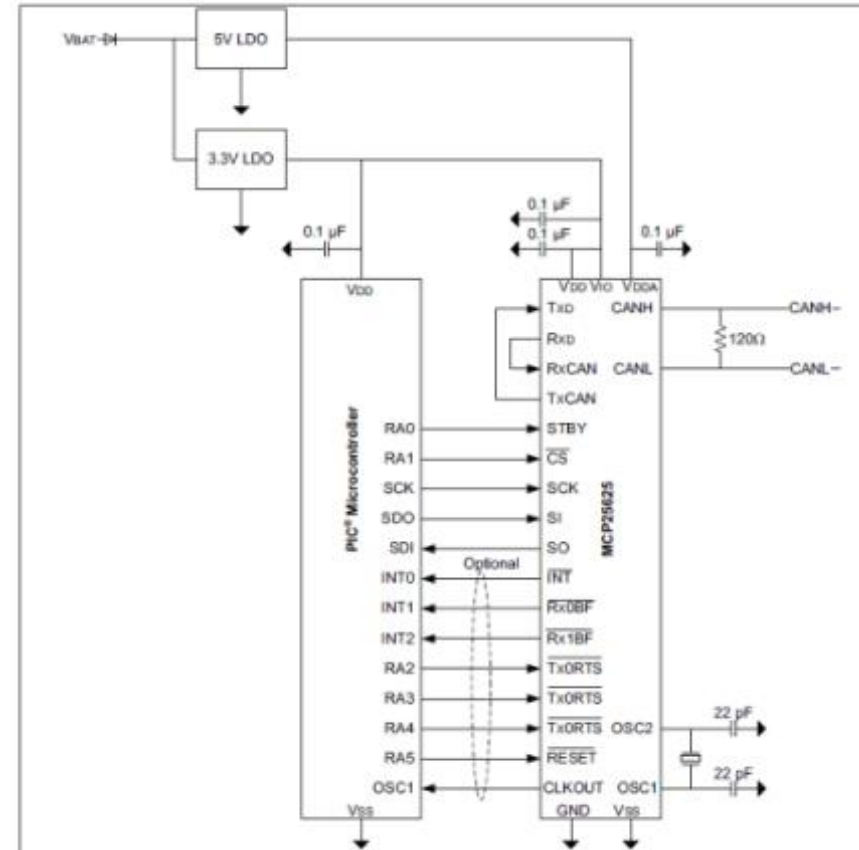 VBAT
5V LDO
3.3V LDO
0.1 µF
0.1 µF
0.1 µF
0.1 µF
VDD
VDD VIO VDDA
TXD CANH CANH-
RXD
120Ω
RXCAN CANL CANL-
TXCAN
PIC® Microcontroller
MCP25625
RA0 STBY
RA1 CS
SCK SCK
SDO SI
SDI SO
Optional
INT0 INT
INT1 Rx0BF
INT2 Rx1BF
RA2 Tx0RTS
RA3 Tx0RTS
RA4 Tx0RTS OSC2 22 pF
RA5 RESET
OSC1 CLKOUT OSC1 22 pF
VSS GND VSS